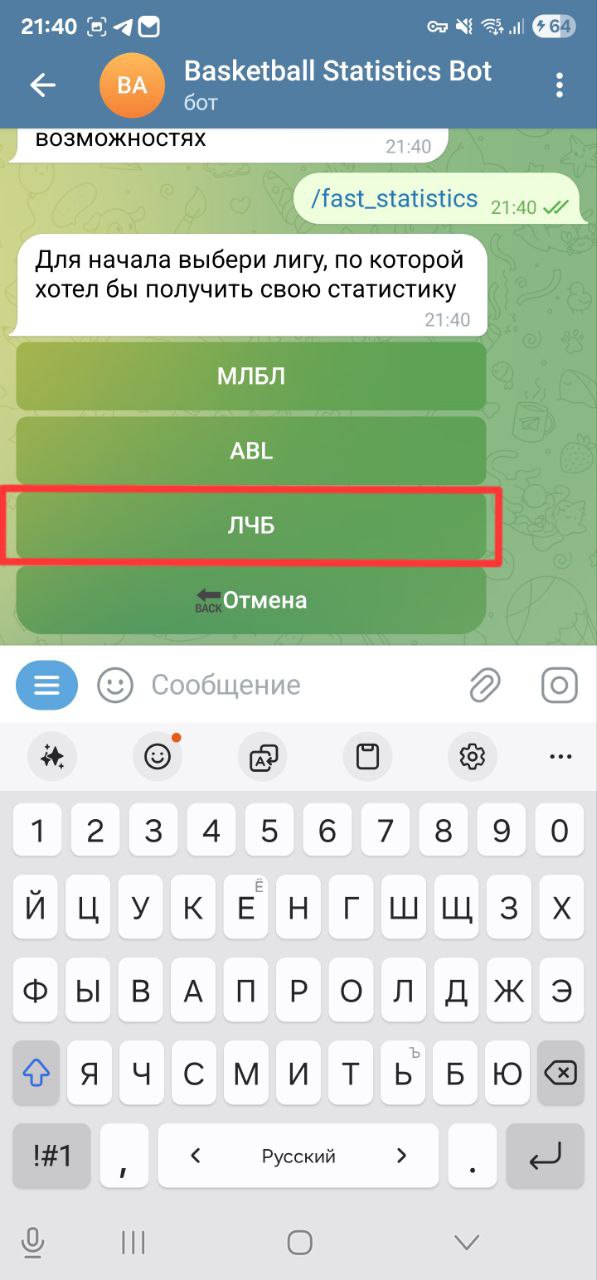 21:40
64
BA
Basketball Statistics Bot
бот
возможностях
21:40
/fast_statistics
21:40
Для начала выбери лигу, по которой
хотел бы получить свою статистику
21:40
МЛБЛ
ABL
ЛЧБ
BACK Отмена
Сообщение
1 2 3 4 5 6 7 8 9 0
Й Ц У К Е Ё Н Г Ш Щ З Х
Ф Ы В А П Р О Л Д Ж Э
Я Ч С М И Т Ь Ъ Б Ю
!#1 , < Русский > .